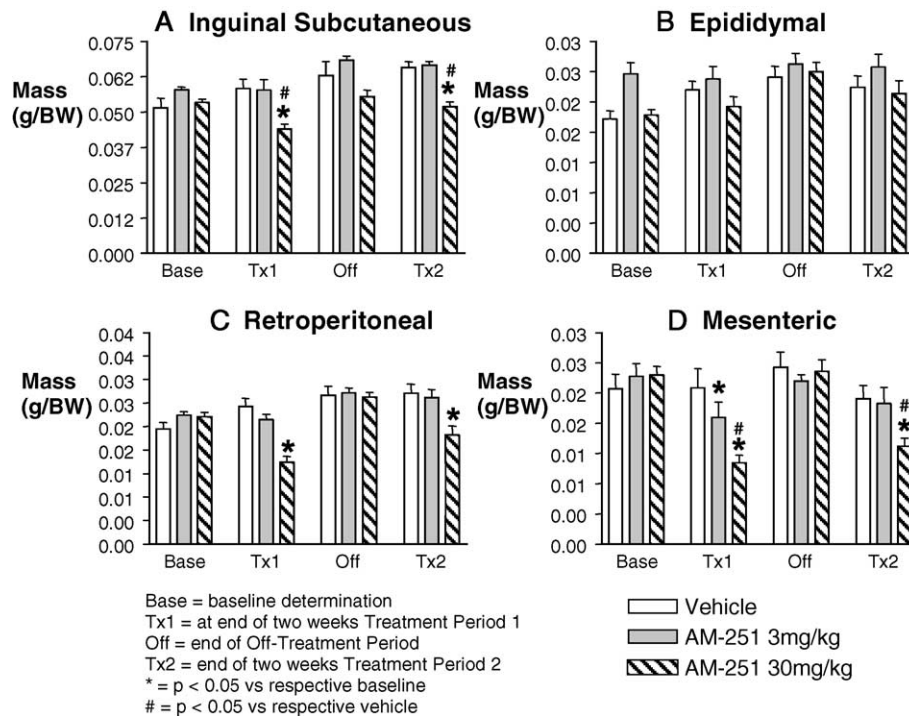 A Inguinal Subcutaneous
Mass
(g/BW)
0.075
0.062
0.050
0.037
0.025
0.012
0.000
#
*
#
*
Base Tx1 Off Tx2
B Epididymal
Mass
(g/BW)
0.03
0.03
0.02
0.02
0.01
0.01
0.00
0.00
Base Tx1 Off Tx2
C Retroperitoneal
Mass
(g/BW)
0.04
0.03
0.03
0.02
0.02
0.01
0.01
0.00
0.00
*
*
Base Tx1 Off Tx2
D Mesenteric
Mass
(g/BW)
0.03
0.03
0.02
0.02
0.01
0.01
0.00
0.00
*
#
*
#
*
Base Tx1 Off Tx2
Base = baseline determination
Tx1 = at end of two weeks Treatment Period 1
Off = end of Off-Treatment Period
Tx2 = end of two weeks Treatment Period 2
* = p < 0.05 vs respective baseline
# = p < 0.05 vs respective vehicle
Vehicle
AM-251 3mg/kg
AM-251 30mg/kg